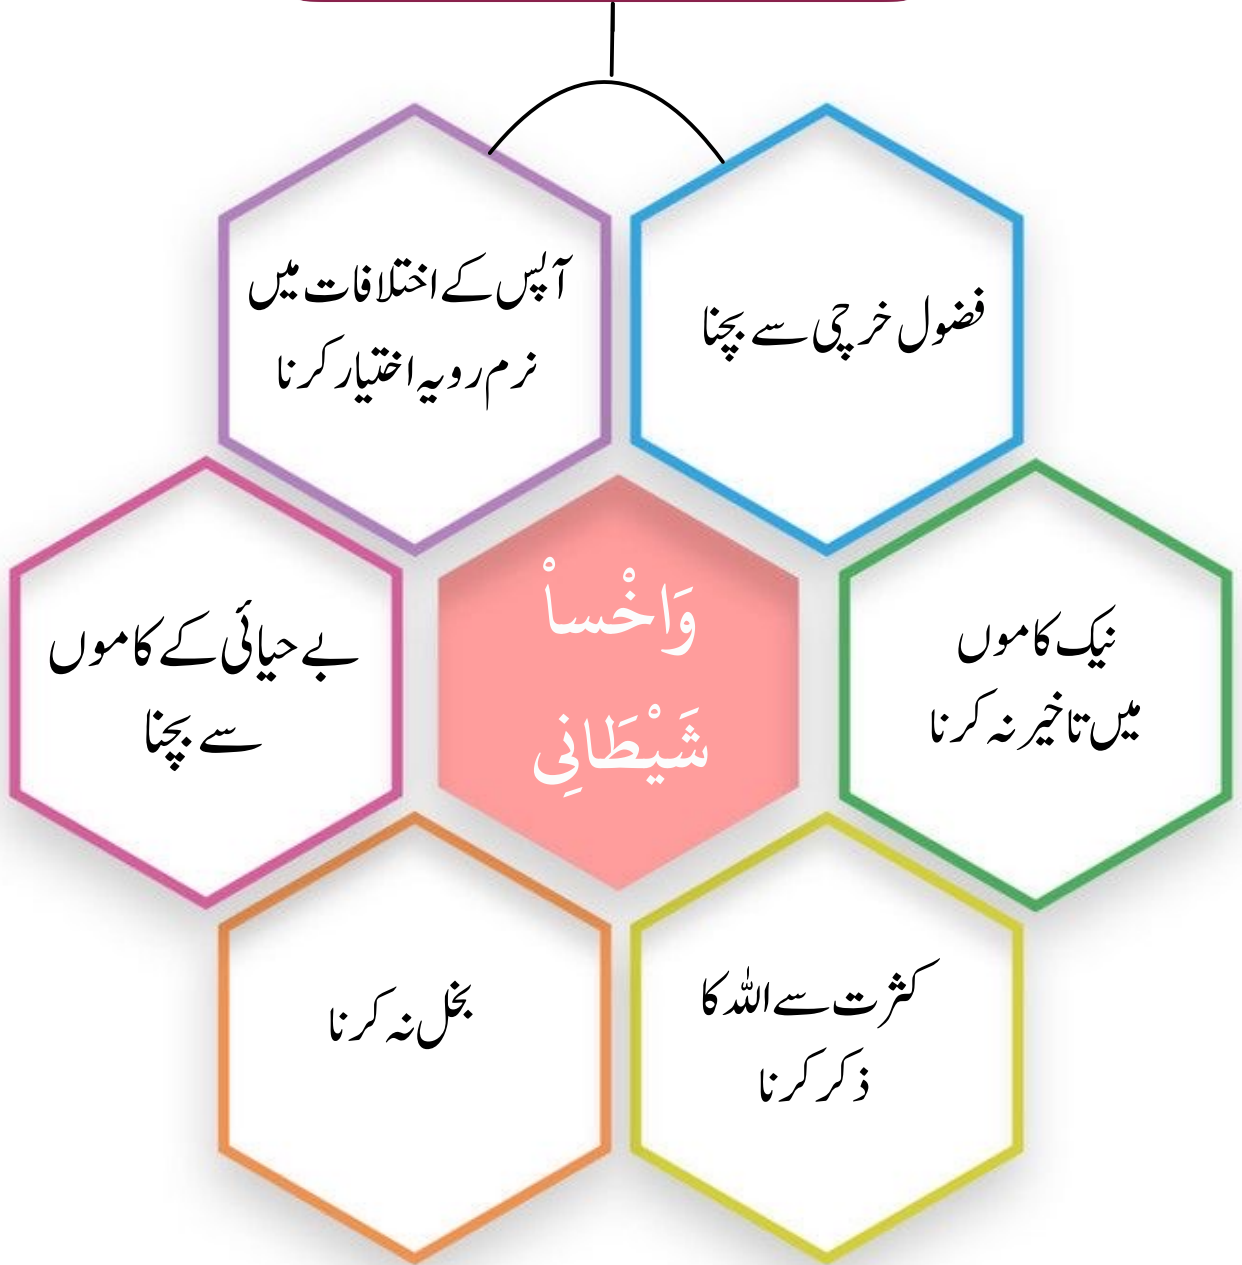 فضول خرچی سے بچنا
آپس کے اختلافات میں
نرم رویہ اختیار کرنا
نیک کاموں
میں تاخیر نہ کرنا
وَاخْساْ
شَيْطَانِي
بے حیائی کے کاموں
سے بچنا
کثرت سے اللہ کا
ذکر کرنا
بخل نہ کرنا